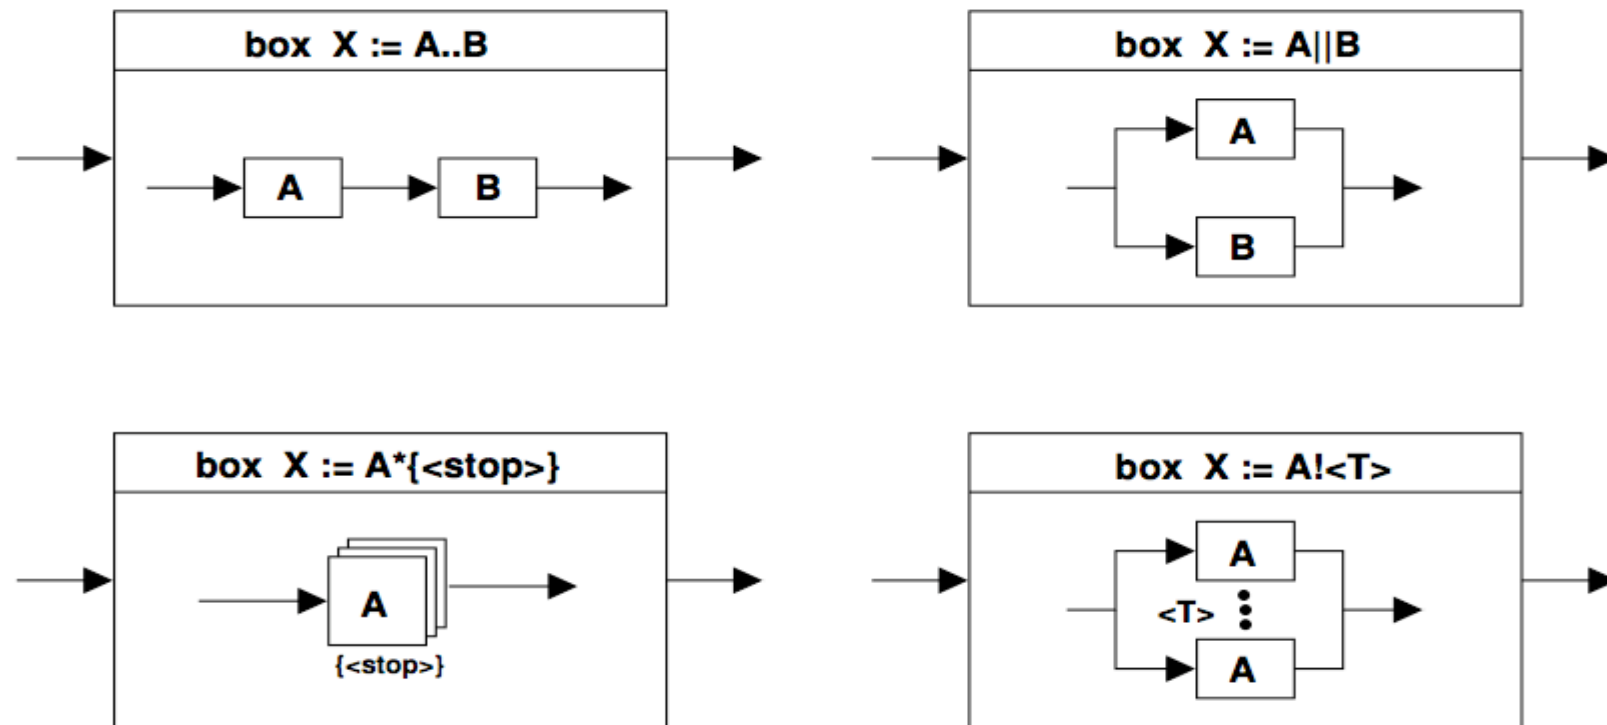 box X := A..B
A
B
box X := A||B
A
B
box X := A*{<stop>}
A
{<stop>}
box X := A!<T>
A
<T>
A